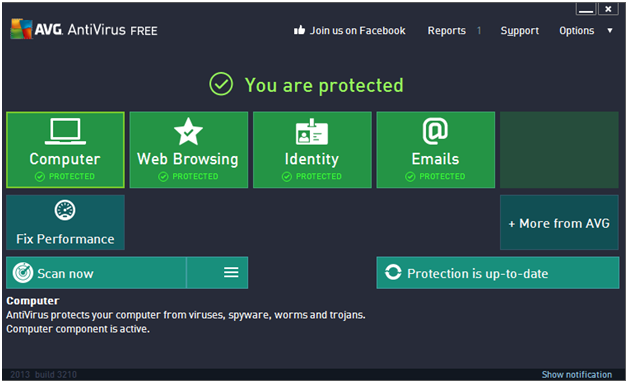 AVG. AntiVirus FREE
Join us on Facebook
Reports 1
Support
Options
You are protected
Computer
PROTECTED
Web Browsing
PROTECTED
Identity
PROTECTED
Emails
PROTECTED
Fix Performance
+ More from AVG
Scan now
Protection is up-to-date
Computer
AntiVirus protects your computer from viruses, spyware, worms and trojans.
Computer component is active.
2013 build 3210
Show notification